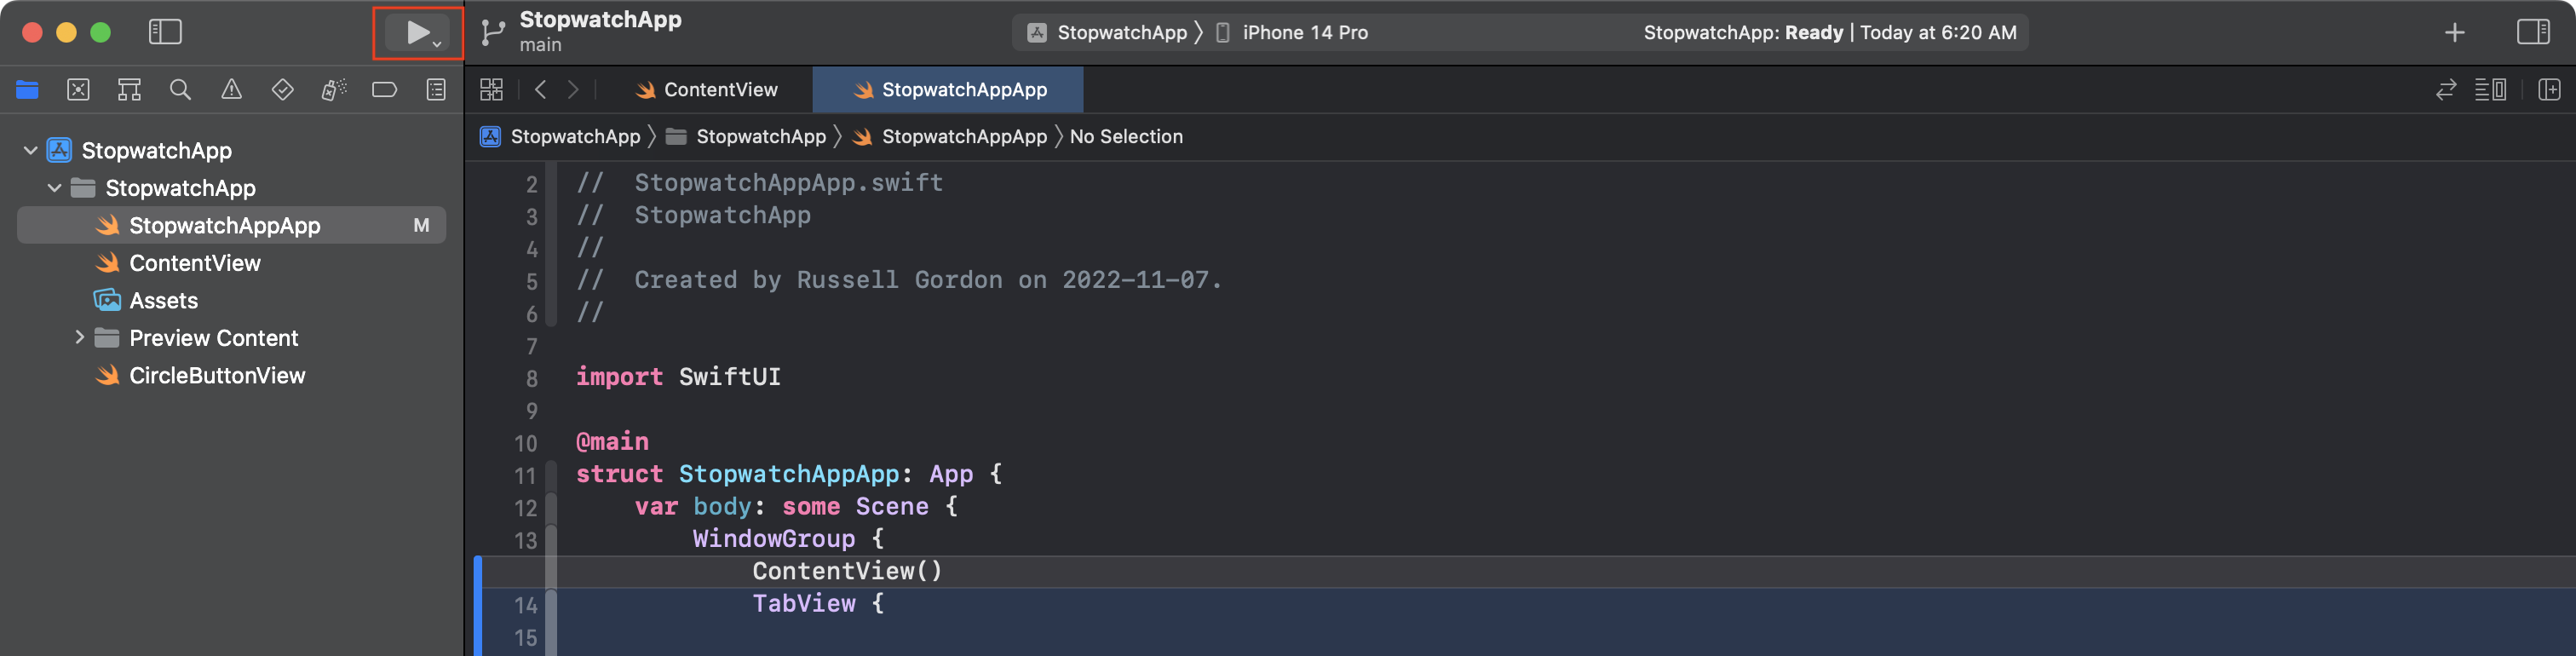 StopwatchApp
main
StopwatchApp 〉 iPhone 14 Pro
StopwatchApp: Ready | Today at 6:20 AM
ContentView
StopwatchAppApp
StopwatchApp 〉 StopwatchApp 〉 StopwatchAppApp 〉 No Selection
StopwatchApp
StopwatchApp
StopwatchAppApp M
ContentView
Assets
Preview Content
CircleButtonView
2 //  StopwatchAppApp.swift
3 //  StopwatchApp
4 //
5 //  Created by Russell Gordon on 2022-11-07.
6 //
7
8 import SwiftUI
9
10 @main
11 struct StopwatchAppApp: App {
12     var body: some Scene {
13         WindowGroup {
            ContentView()
14             TabView {
15